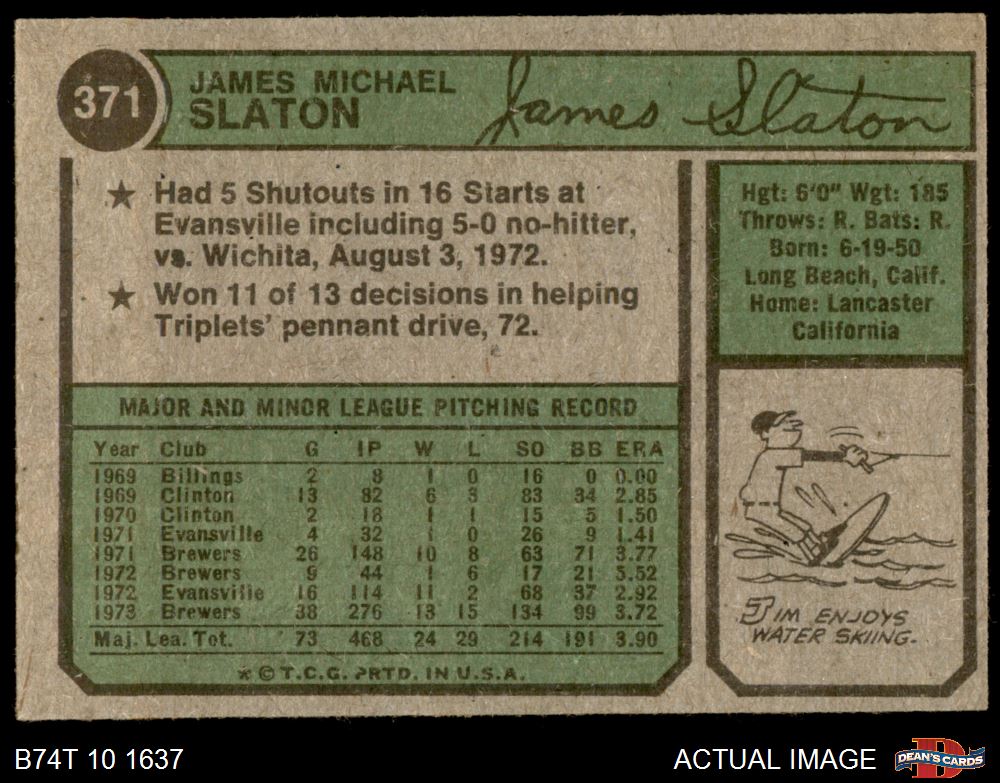 371
JAMES MICHAEL
SLATON
James Slaton
★ Had 5 Shutouts in 16 Starts at
Evansville including 5-0 no-hitter,
vs. Wichita, August 3, 1972.
★ Won 11 of 13 decisions in helping
Triplets' pennant drive, 72.
Hgt: 6'0" Wgt: 185
Throws: R. Bats: R.
Born: 6-19-50
Long Beach, Calif.
Home: Lancaster
California
MAJOR AND MINOR LEAGUE PITCHING RECORD
Year Club G IP W L SO BB ERA
1969 Billings 2 8 1 0 16 0 0.00
1969 Clinton 13 82 6 3 83 34 2.85
1970 Clinton 2 18 1 1 15 5 1.50
1971 Evansville 4 32 1 0 26 9 1.41
1971 Brewers 26 148 10 8 63 71 3.77
1972 Brewers 9 44 1 6 17 21 5.52
1972 Evansville 16 114 11 2 68 37 2.92
1973 Brewers 38 276 13 15 134 99 3.72
Maj. Lea. Tot. 73 468 24 29 214 191 3.90
* © T.C.G. PRTD. IN U.S.A.
JIM ENJOYS
WATER SKIING.
B74T 10 1637
ACTUAL IMAGE
D
DEAN'S CARDS